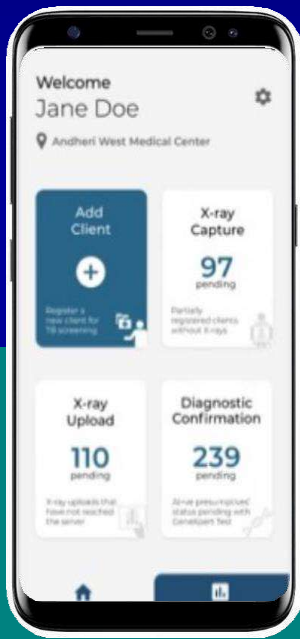 Welcome
Jane Doe
Andheri West Medical Center
Add
Client
Register a
new client for
TB screening
X-ray
Capture
97
pending
Partially
registered clients
without X-rays
X-ray
Upload
110
pending
X-ray uploads that
have not reached
the server
Diagnostic
Confirmation
239
pending
status pending with
GeneXpert Test